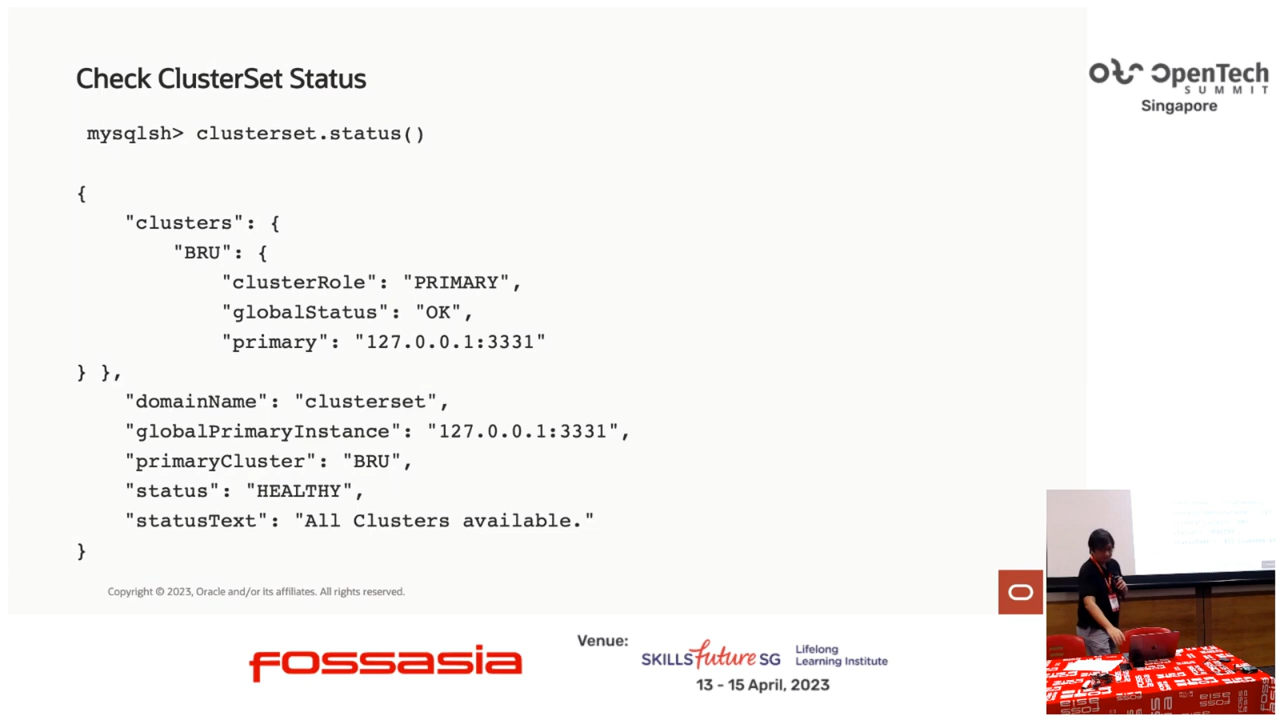 Check ClusterSet Status
mysqlsh> clusterset.status()
{
"clusters": {
"BRU": {
"clusterRole": "PRIMARY",
"globalStatus": "OK",
"primary": "127.0.0.1:3331"
} },
"domainName": "clusterset",
"globalPrimaryInstance": "127.0.0.1:3331",
"primaryCluster": "BRU",
"status": "HEALTHY",
"statusText": "All Clusters available."
}
Copyright © 2023, Oracle and/or its affiliates. All rights reserved.
OpenTech
SUMMIT
Singapore
fossasia
Venue:
SKILLS future SG
Lifelong
Learning Institute
13 - 15 April, 2023